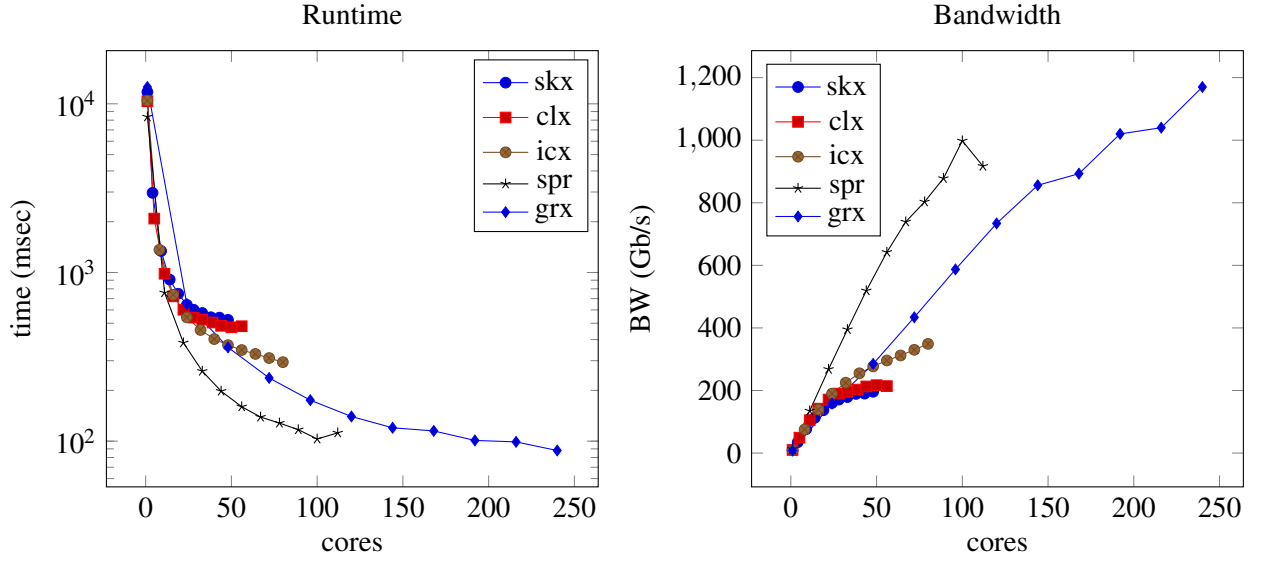 Runtime
10^4
10^3
10^2
time (msec)
0
50
100
150
200
250
cores
skx
clx
icx
spr
grx
Bandwidth
1,200
1,000
800
600
400
200
0
BW (Gb/s)
0
50
100
150
200
250
cores
skx
clx
icx
spr
grx